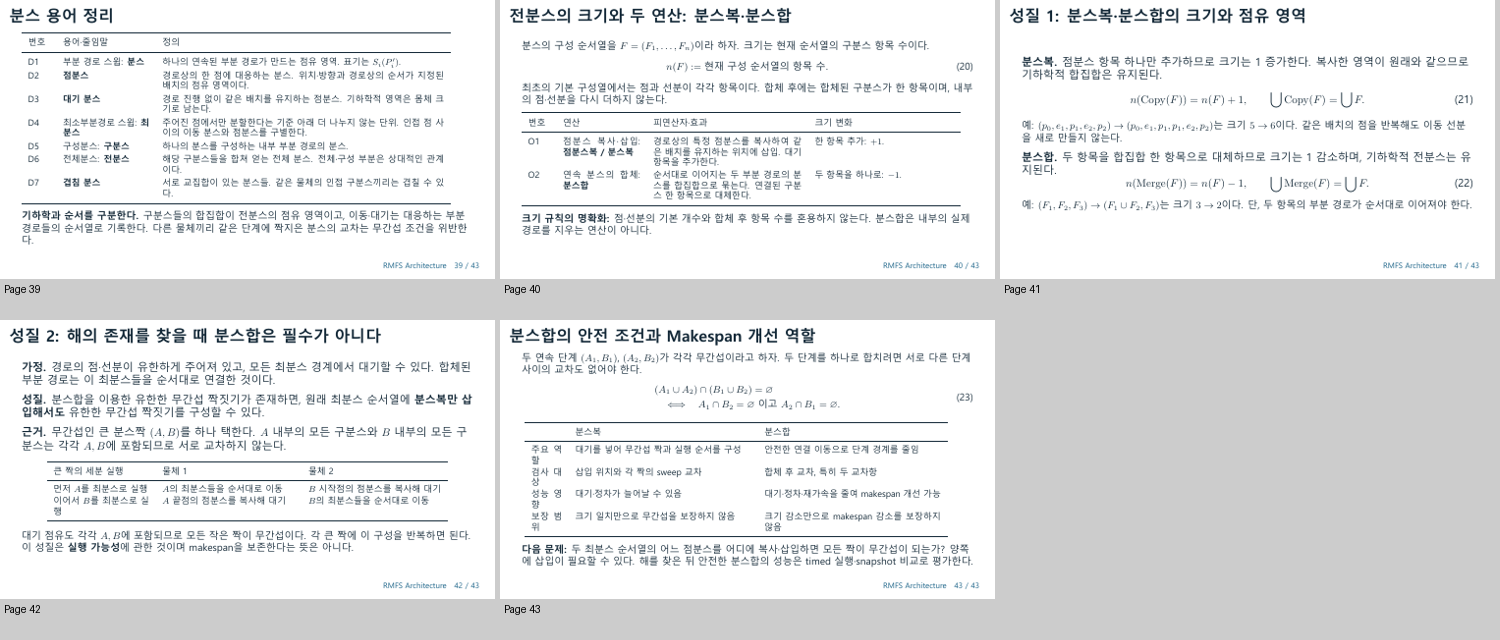 분스 용어 정리
번호 용어·줄임말 정의
D1 부분 경로 스윕: 분스 하나의 연속된 부분 경로가 만드는 점유 영역. 표기는 S_i(P_i^r).
D2 점분스 경로상의 한 점에 대응하는 분스. 위치·방향과 경로상의 순서가 지정된
배치의 점유 영역이다.
D3 대기 분스 경로 진행 없이 같은 배치를 유지하는 점분스. 기하학적 영역은 몸체 크
기로 남는다.
D4 최소부분경로 스윕: 최 주어진 점에서만 분할한다는 기준 아래 더 나누지 않는 단위. 인접 점 사
분스 이의 이동 분스와 점분스를 구별한다.
D5 구성분스: 구분스 하나의 분스를 구성하는 내부 부분 경로의 분스.
D6 전체분스: 전분스 해당 구분스들을 합쳐 얻는 전체 분스. 전체·구성 부분은 상대적인 관계
이다.
D7 겹침 분스 서로 교집합이 있는 분스들. 같은 물체의 인접 구분스끼리는 겹칠 수 있
다.
기하학과 순서를 구분한다. 구분스들의 합집합이 전분스의 점유 영역이고, 이동·대기는 대응하는 부분
경로들의 순서열로 기록한다. 다른 물체끼리 같은 단계에 짝지은 분스의 교차는 무간섭 조건을 위반한
다.
RMFS Architecture 39 / 43
Page 39
전분스의 크기와 두 연산: 분스복·분스합
분스의 구성 순서열을 F = (F₁, . . . , Fₙ)이라 하자. 크기는 현재 순서열의 구분스 항목 수이다.
n(F) := 현재 구성 순서열의 항목 수. (20)
최초의 기본 구성열에서는 점과 선분이 각각 항목이다. 합체 후에는 합체된 구분스가 한 항목이며, 내부
의 점·선분을 다시 더하지 않는다.
번호 연산 피연산자·효과 크기 변화
O1 점분스 복사·삽입: 경로상의 특정 점분스를 복사하여 같 한 항목 추가: +1.
점분스복 / 분스복 은 배치를 유지하는 위치에 삽입. 대기
항목을 추가한다.
O2 연속 분스의 합체: 순서대로 이어지는 두 부분 경로의 분 두 항목을 하나로: −1.
분스합 스를 합집합으로 묶는다. 연결된 구분
스 한 항목으로 대체한다.
크기 규칙의 명확화: 점·선분의 기본 개수와 합체 후 항목 수를 혼용하지 않는다. 분스합은 내부의 실제
경로를 지우는 연산이 아니다.
RMFS Architecture 40 / 43
Page 40
성질 1: 분스복·분스합의 크기와 점유 영역
분스복. 점분스 항목 하나만 추가하므로 크기는 1 증가한다. 복사한 영역이 원래와 같으므로
기하학적 합집합은 유지된다.
n(Copy(F)) = n(F) + 1, ⋃ Copy(F) = ⋃ F. (21)
예: (p₀, e₁, p₁, e₂, p₂) → (p₀, e₁, p₁, p₁, e₂, p₂)는 크기 5 → 6이다. 같은 배치의 점을 반복해도 이동 선분
을 새로 만들지 않는다.
분스합. 두 항목을 합집합 한 항목으로 대체하므로 크기는 1 감소하며, 기하학적 전분스는 유
지된다.
n(Merge(F)) = n(F) − 1, ⋃ Merge(F) = ⋃ F. (22)
예: (F₁, F₂, F₃) → (F₁ ∪ F₂, F₃)는 크기 3 → 2이다. 단, 두 항목의 부분 경로가 순서대로 이어져야 한다.
RMFS Architecture 41 / 43
Page 41
성질 2: 해의 존재를 찾을 때 분스합은 필수가 아니다
가정. 경로의 점·선분이 유한하게 주어져 있고, 모든 최분스 경계에서 대기할 수 있다. 합체된
부분 경로는 이 최분스들을 순서대로 연결한 것이다.
성질. 분스합을 이용한 유한한 무간섭 짝짓기가 존재하면, 원래 최분스 순서열에 분스복만 삽
입해서도 유한한 무간섭 짝짓기를 구성할 수 있다.
근거. 무간섭인 큰 분스짝 (A, B)를 하나 택한다. A 내부의 모든 구분스와 B 내부의 모든 구
분스는 각각 A, B에 포함되므로 서로 교차하지 않는다.
큰 짝의 세분 실행 물체 1 물체 2
먼저 A를 최분스로 실행 A의 최분스들을 순서대로 이동 B 시작점의 점분스를 복사해 대기
이어서 B를 최분스로 실 A 끝점의 점분스를 복사해 대기 B의 최분스들을 순서대로 이동
행
대기 점유도 각각 A, B에 포함되므로 모든 작은 짝이 무간섭이다. 각 큰 짝에 이 구성을 반복하면 된다.
이 성질은 실행 가능성에 관한 것이며 makespan을 보존한다는 뜻은 아니다.
RMFS Architecture 42 / 43
Page 42
분스합의 안전 조건과 Makespan 개선 역할
두 연속 단계 (A₁, B₁), (A₂, B₂)가 각각 무간섭이라고 하자. 두 단계를 하나로 합치려면 서로 다른 단계
사이의 교차도 없어야 한다.
(A₁ ∪ A₂) ∩ (B₁ ∪ B₂) = ∅
⟺ A₁ ∩ B₂ = ∅ 이고 A₂ ∩ B₁ = ∅. (23)
분스복 분스합
주요 역 대기를 넣어 무간섭 짝과 실행 순서를 구성 안전한 연결 이동으로 단계 경계를 줄임
할
검사 대 삽입 위치와 각 짝의 sweep 교차 합체 후 교차, 특히 두 교차항
상
성능 영 대기·정차가 늘어날 수 있음 대기·정차·재가속을 줄여 makespan 개선 가능
향
보장 범 크기 일치만으로 무간섭을 보장하지 않음 크기 감소만으로 makespan 감소를 보장하지
위 않음
다음 문제: 두 최분스 순서열의 어느 점분스를 어디에 복사·삽입하면 모든 짝이 무간섭이 되는가? 양쪽
에 삽입이 필요할 수 있다. 해를 찾은 뒤 안전한 분스합의 성능은 timed 실행·snapshot 비교로 평가한다.
RMFS Architecture 43 / 43
Page 43